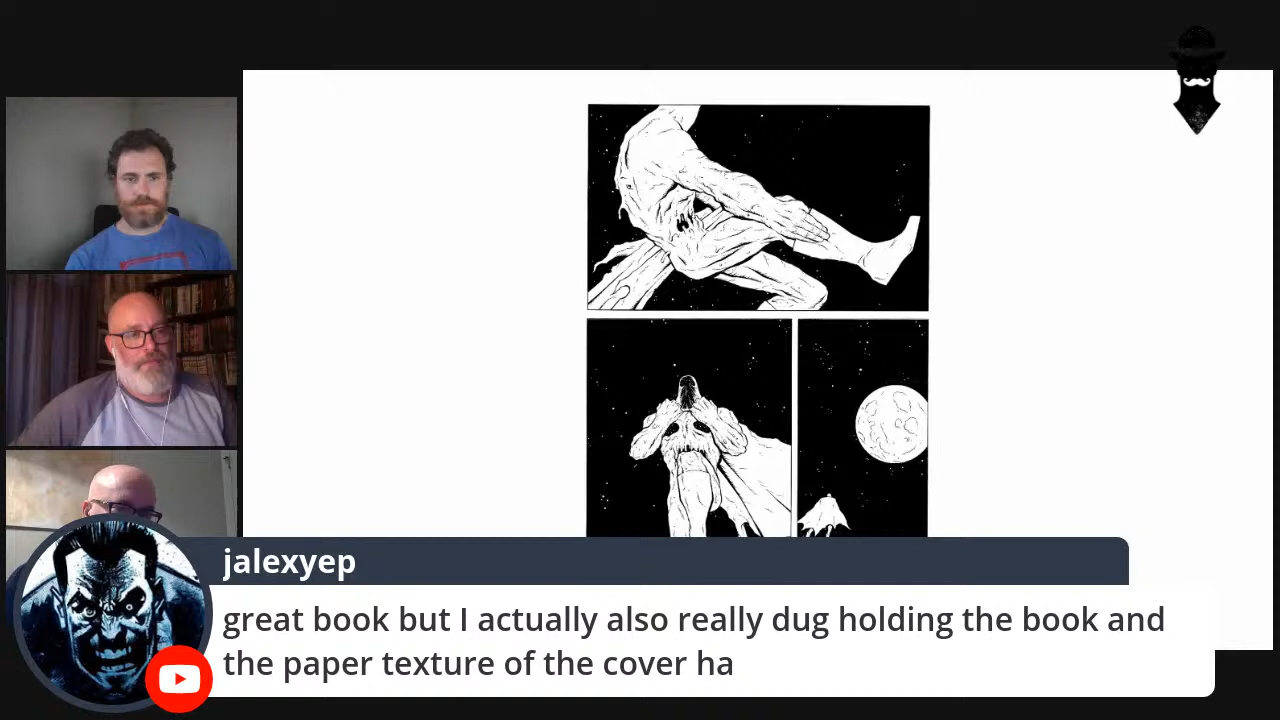 jalexyep
great book but I actually also really dug holding the book and
the paper texture of the cover ha